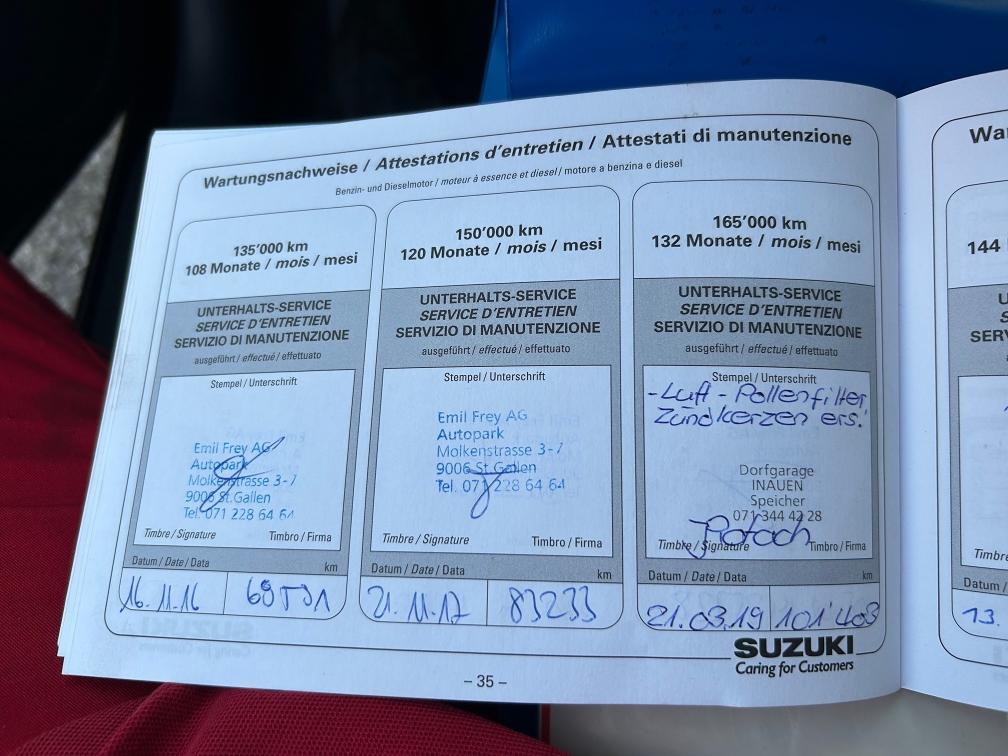 Wartungsnachweise / Attestations d'entretien / Attestati di manutenzione
Benzin- und Dieselmotor / moteur à essence et diesel / motore a benzina e diesel
135'000 km
108 Monate / mois / mesi
UNTERHALTS-SERVICE
SERVICE D'ENTRETIEN
SERVIZIO DI MANUTENZIONE
ausgeführt / effectué / effettuato
Stempel / Unterschrift
Emil Frey AG
Autopark
Molkenstrasse 3-7
9006 St.Gallen
Tel. 071 228 64 64
Timbre / Signature Timbro / Firma
Datum / Date / Data km
16.11.16
150'000 km
120 Monate / mois / mesi
UNTERHALTS-SERVICE
SERVICE D'ENTRETIEN
SERVIZIO DI MANUTENZIONE
ausgeführt / effectué / effettuato
Stempel / Unterschrift
Emil Frey AG
Autopark
Molkenstrasse 3-7
9006 St.Gallen
Tel. 071 228 64 64
Timbre / Signature Timbro / Firma
Datum / Date / Data km
21.11.17 83233
165'000 km
132 Monate / mois / mesi
UNTERHALTS-SERVICE
SERVICE D'ENTRETIEN
SERVIZIO DI MANUTENZIONE
ausgeführt / effectué / effettuato
Stempel / Unterschrift
-Luft - Pollenfilter
Zündkerzen ers.
Dorfgarage
INAUEN
Speicher
071 344 42 28
Timbre / Signature Timbro / Firma
Datum / Date / Data km
21.03.19 101'403
SUZUKI
Caring for Customers
– 35 –
144
Datum /
13.